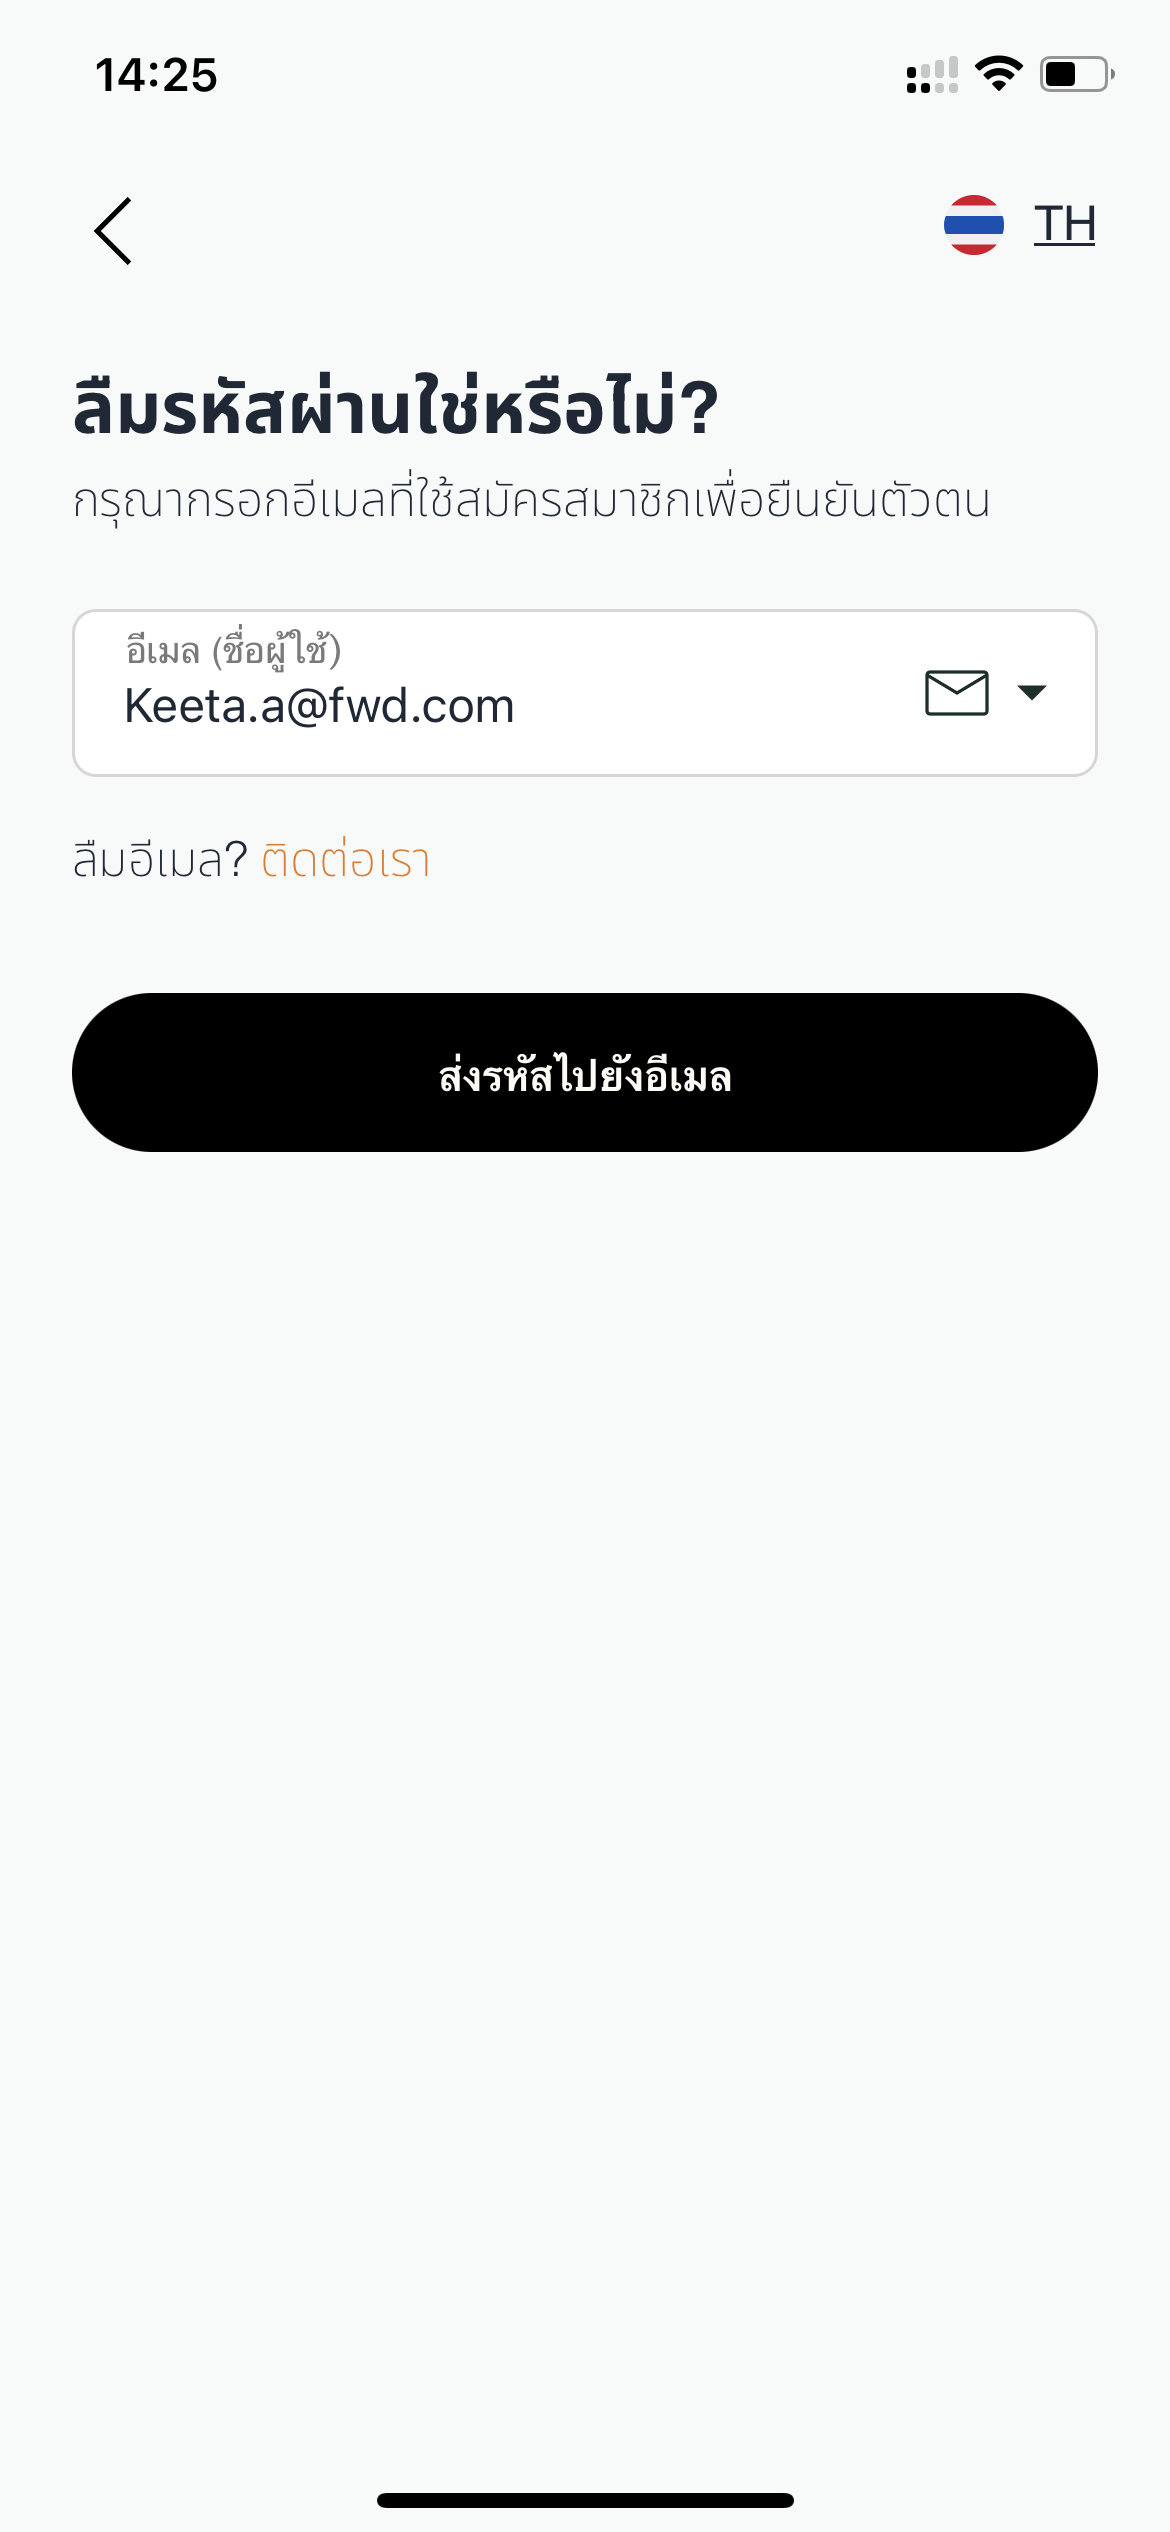 14:25
TH
ลืมรหัสผ่านใช่หรือไม่?
กรุณากรอกอีเมลที่ใช้สมัครสมาชิกเพื่อยืนยันตัวตน
อีเมล (ชื่อผู้ใช้)
Keeta.a@fwd.com
ลืมอีเมล? ติดต่อเรา
ส่งรหัสไปยังอีเมล